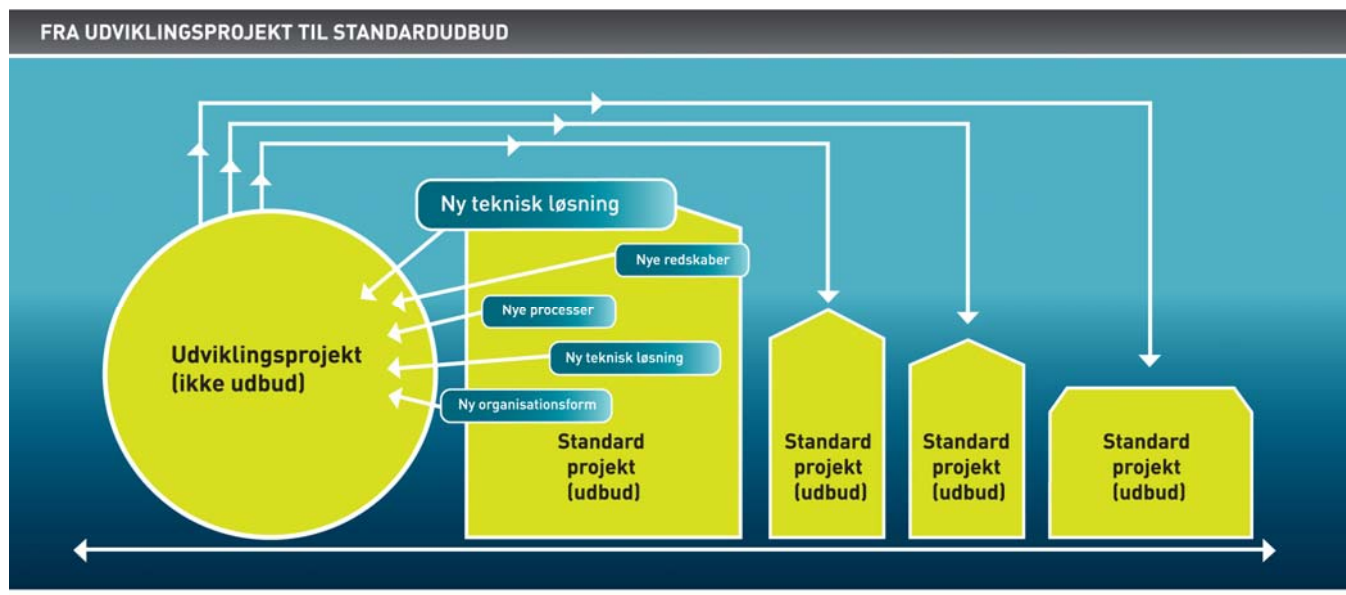 FRA UDVIKLINGSPROJEKT TIL STANDARDUDBUD
Ny teknisk løsning
Nye redskaber
Nye processer
Udviklingsprojekt
(ikke udbud)
Ny teknisk løsning
Ny organisationsform
Standard
projekt
(udbud)
Standard
projekt
(udbud)
Standard
projekt
(udbud)
Standard
projekt
(udbud)